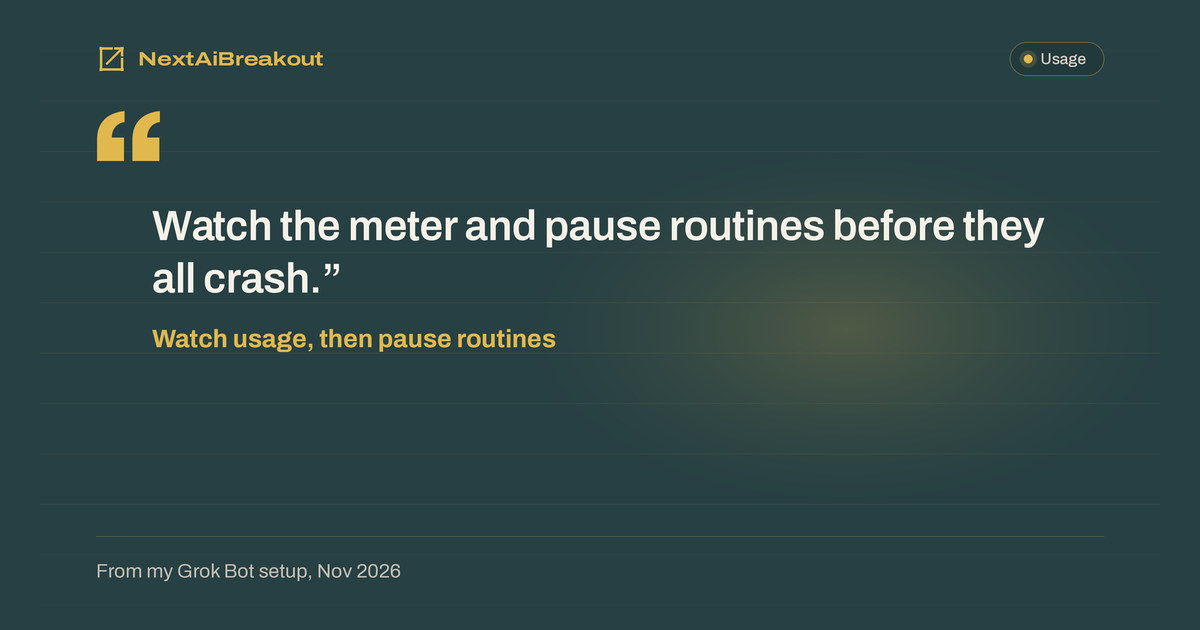 NextAiBreakout
Usage
“
Watch the meter and pause routines before they
all crash.”
Watch usage, then pause routines
From my Grok Bot setup, Nov 2026